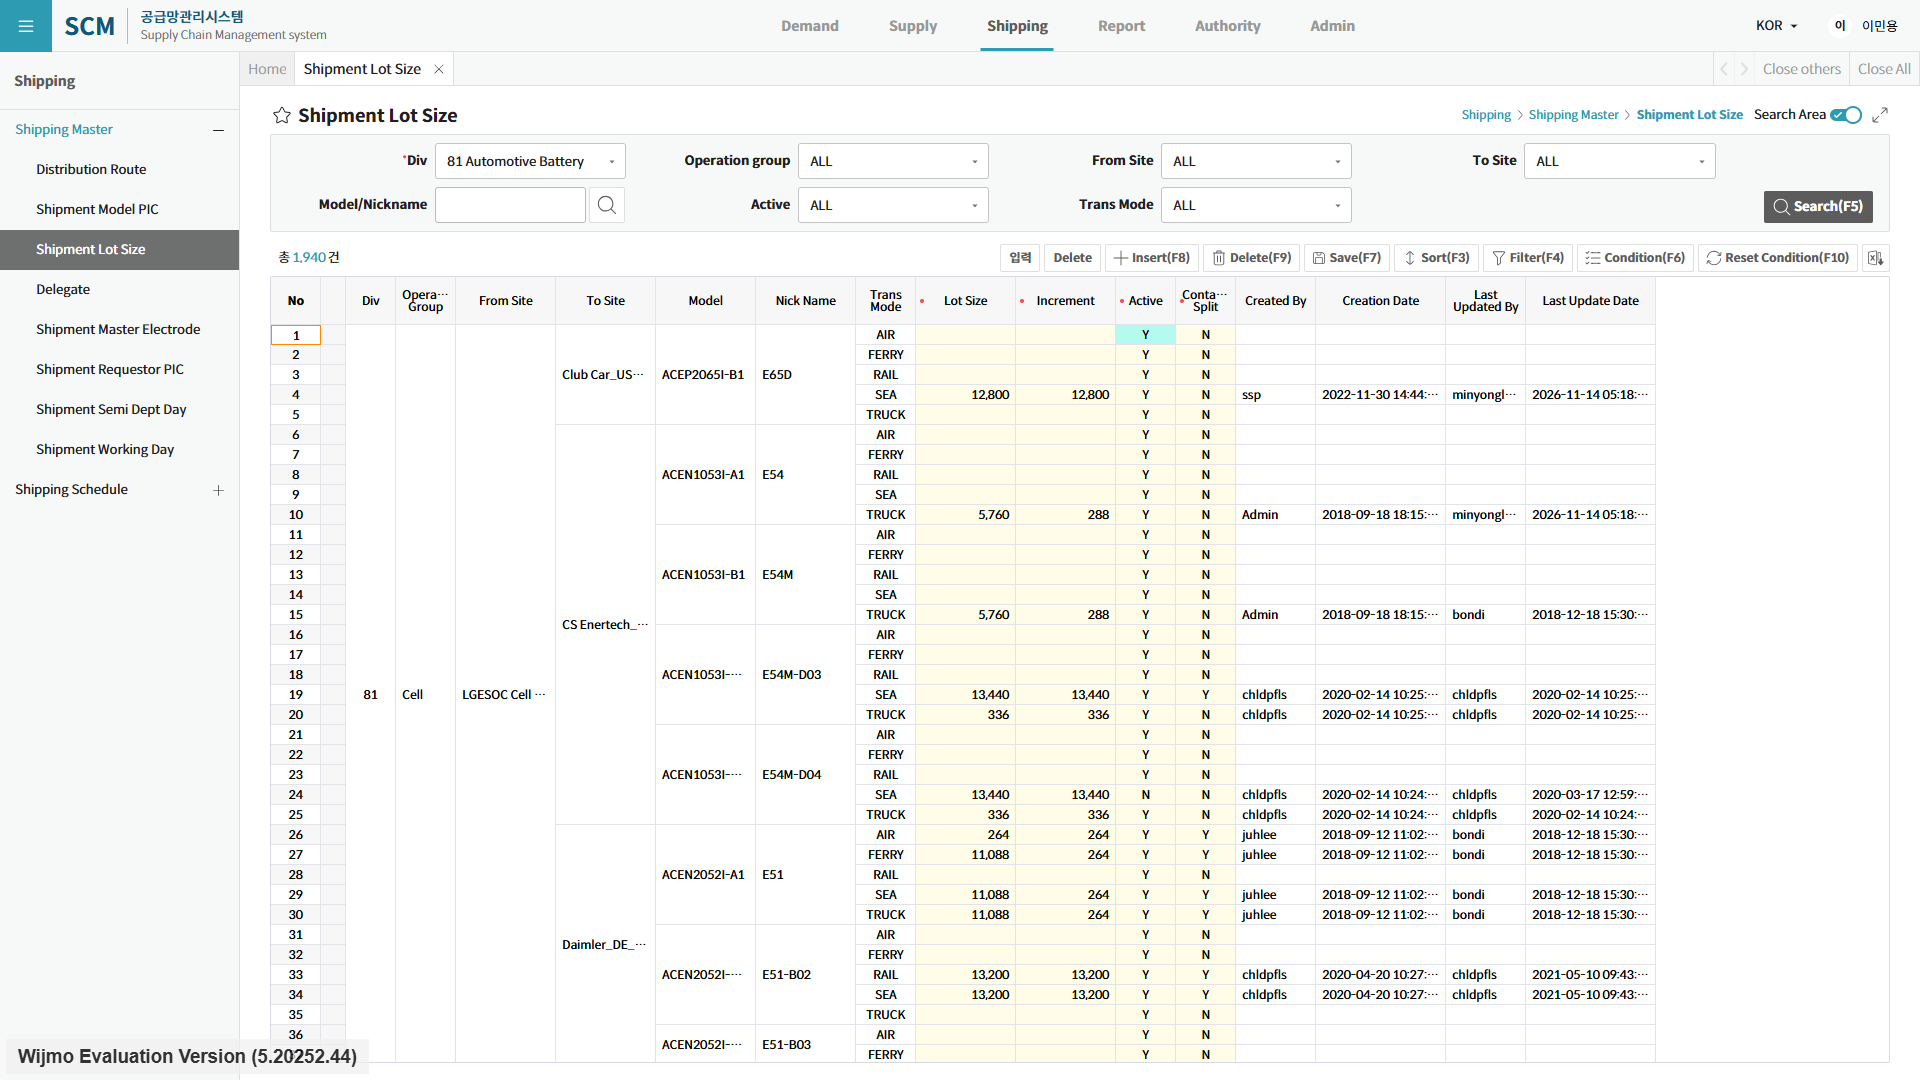 SCM 공급망관리시스템
Supply Chain Management system
Demand Supply Shipping Report Authority Admin
KOR 이 이민용
Shipping
Home Shipment Lot Size
Close others Close All
Shipping Master
Distribution Route
Shipment Model PIC
Shipment Lot Size
Delegate
Shipment Master Electrode
Shipment Requestor PIC
Shipment Semi Dept Day
Shipment Working Day
Shipping Schedule
Shipment Lot Size
Shipping > Shipping Master > Shipment Lot Size Search Area
*Div 81 Automotive Battery Operation group ALL From Site ALL To Site ALL
Model/Nickname Active ALL Trans Mode ALL Search(F5)
총 1,940 건
입력 Delete Insert(F8) Delete(F9) Save(F7) Sort(F3) Filter(F4) Condition(F6) Reset Condition(F10)
No Div Opera··· Group From Site To Site Model Nick Name Trans Mode Lot Size Increment Active Conta··· Split Created By Creation Date Last Updated By Last Update Date
81 Cell LGESOC Cell ···
Club Car_US··· ACEP2065I-B1 E65D
1 AIR Y N
2 FERRY Y N
3 RAIL Y N
4 SEA 12,800 12,800 Y N ssp 2022-11-30 14:44:··· minyongl··· 2026-11-14 05:18:···
5 TRUCK Y N
CS Enertech_··· ACEN1053I-A1 E54
6 AIR Y N
7 FERRY Y N
8 RAIL Y N
9 SEA Y N
10 TRUCK 5,760 288 Y N Admin 2018-09-18 18:15:··· minyongl··· 2026-11-14 05:18:···
ACEN1053I-B1 E54M
11 AIR Y N
12 FERRY Y N
13 RAIL Y N
14 SEA Y N
15 TRUCK 5,760 288 Y N Admin 2018-09-18 18:15:··· bondi 2018-12-18 15:30:···
ACEN1053I-··· E54M-D03
16 AIR Y N
17 FERRY Y N
18 RAIL Y N
19 SEA 13,440 13,440 Y Y chldpfls 2020-02-14 10:25:··· chldpfls 2020-02-14 10:25:···
20 TRUCK 336 336 Y N chldpfls 2020-02-14 10:25:··· chldpfls 2020-02-14 10:25:···
ACEN1053I-··· E54M-D04
21 AIR Y N
22 FERRY Y N
23 RAIL Y N
24 SEA 13,440 13,440 N N chldpfls 2020-02-14 10:24:··· chldpfls 2020-03-17 12:59:···
25 TRUCK 336 336 Y N chldpfls 2020-02-14 10:24:··· chldpfls 2020-02-14 10:24:···
Daimler_DE_··· ACEN2052I-A1 E51
26 AIR 264 264 Y Y juhlee 2018-09-12 11:02:··· bondi 2018-12-18 15:30:···
27 FERRY 11,088 264 Y Y juhlee 2018-09-12 11:02:··· bondi 2018-12-18 15:30:···
28 RAIL Y N
29 SEA 11,088 264 Y Y juhlee 2018-09-12 11:02:··· bondi 2018-12-18 15:30:···
30 TRUCK 11,088 264 Y Y juhlee 2018-09-12 11:02:··· bondi 2018-12-18 15:30:···
ACEN2052I-··· E51-B02
31 AIR Y N
32 FERRY Y N
33 RAIL 13,200 13,200 Y Y chldpfls 2020-04-20 10:27:··· chldpfls 2021-05-10 09:43:···
34 SEA 13,200 13,200 Y Y chldpfls 2020-04-20 10:27:··· chldpfls 2021-05-10 09:43:···
35 TRUCK Y N
ACEN2052I-··· E51-B03
36 AIR Y N
FERRY Y N
Wijmo Evaluation Version (5.20252.44)